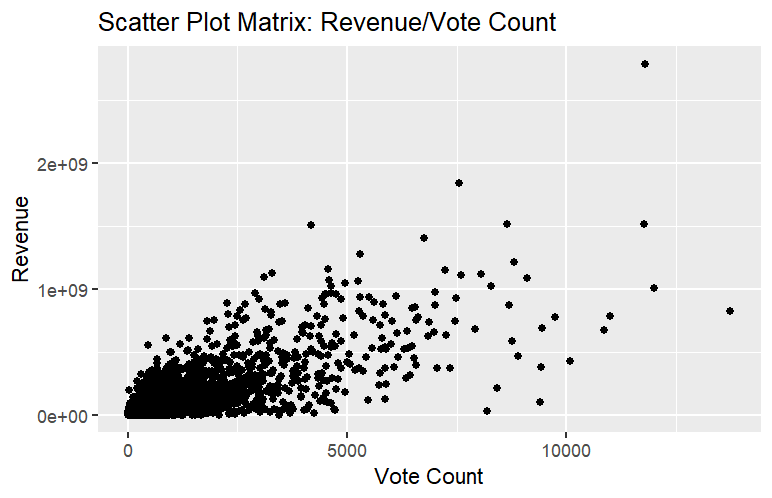 Scatter Plot Matrix: Revenue/Vote Count
2e+09
1e+09
0e+00
Revenue
0 5000 10000
Vote Count